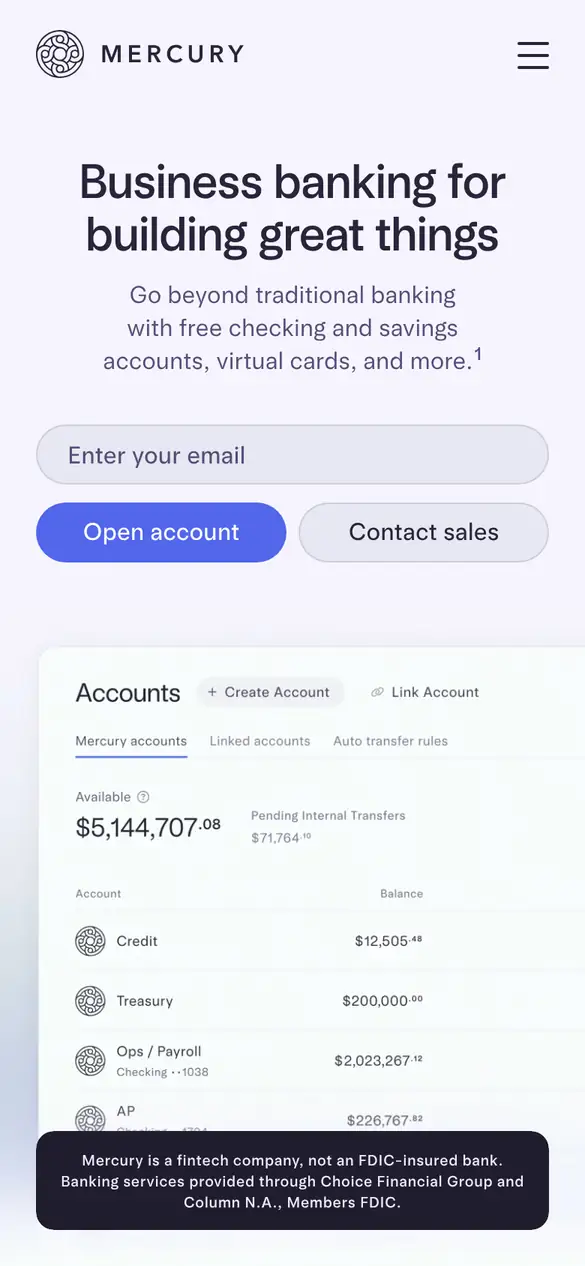 MERCURY
Business banking for
building great things
Go beyond traditional banking
with free checking and savings
accounts, virtual cards, and more.¹
Enter your email
Open account
Contact sales
Accounts
+ Create Account
Link Account
Mercury accounts
Linked accounts
Auto transfer rules
Available ?
$5,144,707.08
Pending Internal Transfers
$71,764.10
Account
Balance
Credit
$12,505.48
Treasury
$200,000.00
Ops / Payroll
Checking ••1038
$2,023,267.12
AP
Checking
$226,767.82
Mercury is a fintech company, not an FDIC-insured bank.
Banking services provided through Choice Financial Group and
Column N.A., Members FDIC.